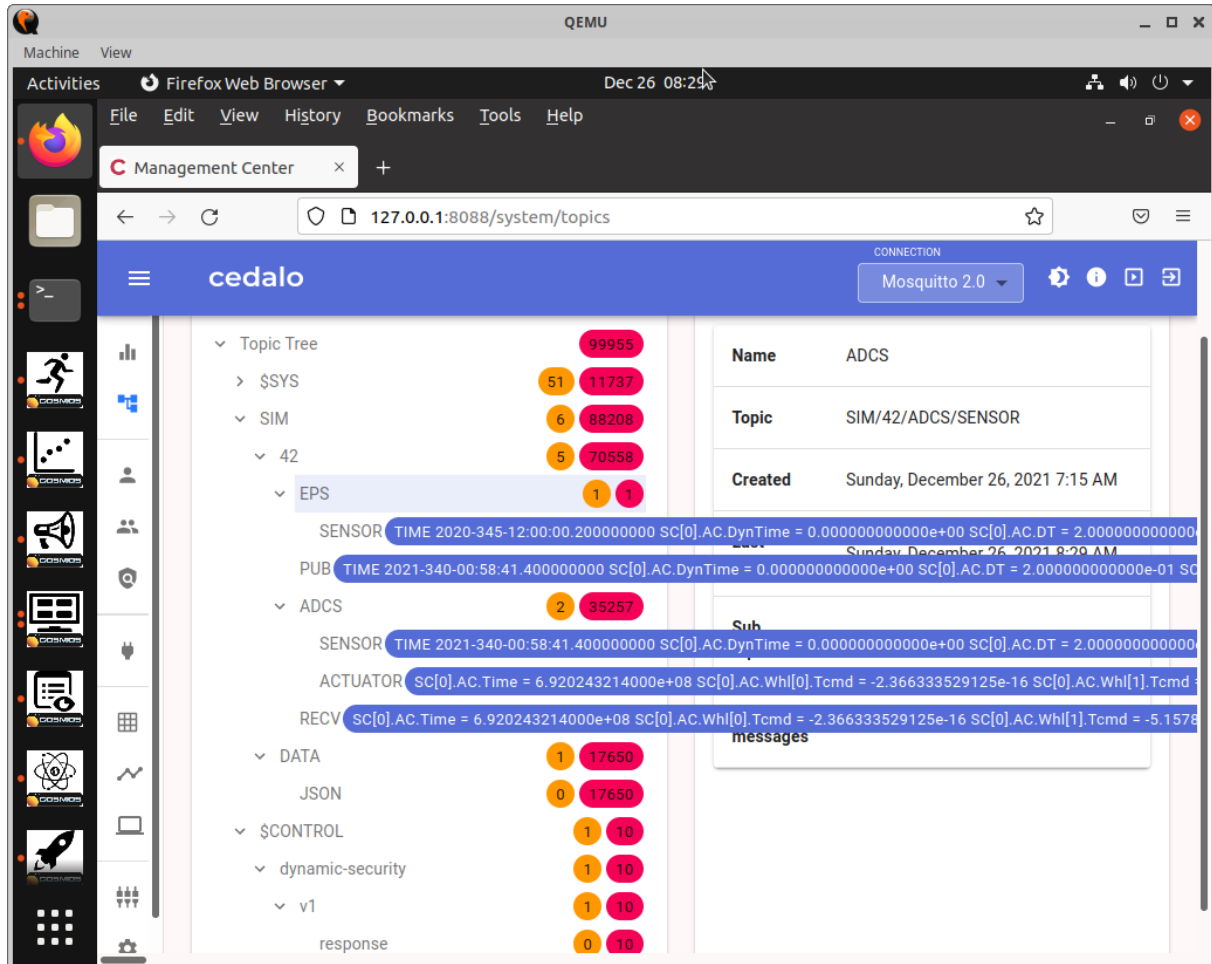 QEMU
Machine View
Activities Firefox Web Browser Dec 26 08:29
File Edit View History Bookmarks Tools Help
C Management Center × +
127.0.0.1:8088/system/topics
cedalo
CONNECTION
Mosquitto 2.0
Topic Tree 99955
$SYS 51 11737
SIM 6 88208
42 5 70558
EPS 1 1
SENSOR TIME 2020-345-12:00:00.200000000 SC[0].AC.DynTime = 0.000000000000e+00 SC[0].AC.DT = 2.000000000000
PUB TIME 2021-340-00:58:41.400000000 SC[0].AC.DynTime = 0.000000000000e+00 SC[0].AC.DT = 2.000000000000e-01 SC
ADCS 2 35257
SENSOR TIME 2021-340-00:58:41.400000000 SC[0].AC.DynTime = 0.000000000000e+00 SC[0].AC.DT = 2.000000000000
ACTUATOR SC[0].AC.Time = 6.920243214000e+08 SC[0].AC.Whl[0].Tcmd = -2.366333529125e-16 SC[0].AC.Whl[1].Tcmd =
RECV SC[0].AC.Time = 6.920243214000e+08 SC[0].AC.Whl[0].Tcmd = -2.366333529125e-16 SC[0].AC.Whl[1].Tcmd = -5.1578
DATA 1 17650
JSON 0 17650
$CONTROL 1 10
dynamic-security 1 10
v1 1 10
response 0 10
Name ADCS
Topic SIM/42/ADCS/SENSOR
Created Sunday, December 26, 2021 7:15 AM
Sunday, December 26, 2021 8:29 AM
Sub
messages
COSMOS
COSMOS
COSMOS
COSMOS
COSMOS
COSMOS
COSMOS